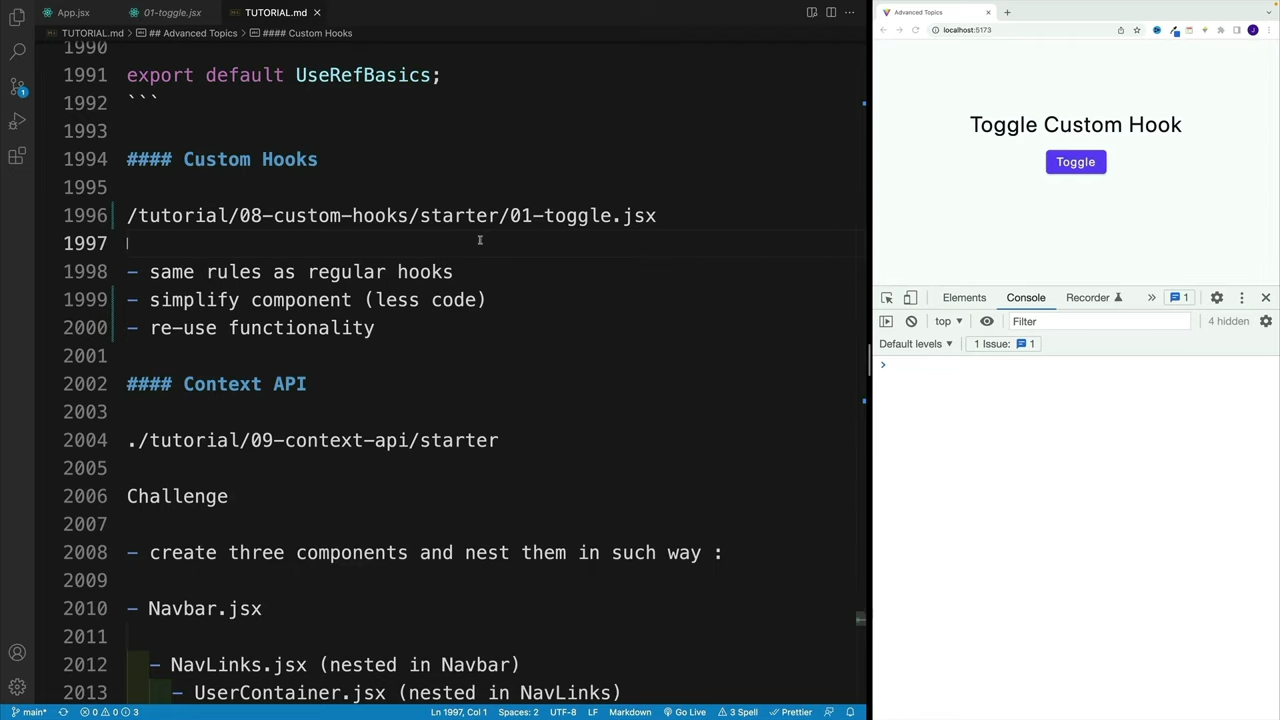 App.jsx
01-toggle.jsx
TUTORIAL.md
TUTORIAL.md > ## Advanced Topics > #### Custom Hooks
1990
1991 export default UseRefBasics;
1992 ```
1993
1994 #### Custom Hooks
1995
1996 /tutorial/08-custom-hooks/starter/01-toggle.jsx
1997
1998 - same rules as regular hooks
1999 - simplify component (less code)
2000 - re-use functionality
2001
2002 #### Context API
2003
2004 ./tutorial/09-context-api/starter
2005
2006 Challenge
2007
2008 - create three components and nest them in such way :
2009
2010 - Navbar.jsx
2011
2012 - NavLinks.jsx (nested in Navbar)
2013 - UserContainer.jsx (nested in NavLinks)
1
main*
0 0 3
Ln 1997, Col 1
Spaces: 2
UTF-8
LF
Markdown
Go Live
3 Spell
Prettier
Advanced Topics
localhost:5173
J
Toggle Custom Hook
Toggle
Elements
Console
Recorder
1
top
Filter
4 hidden
Default levels
1 Issue: 1